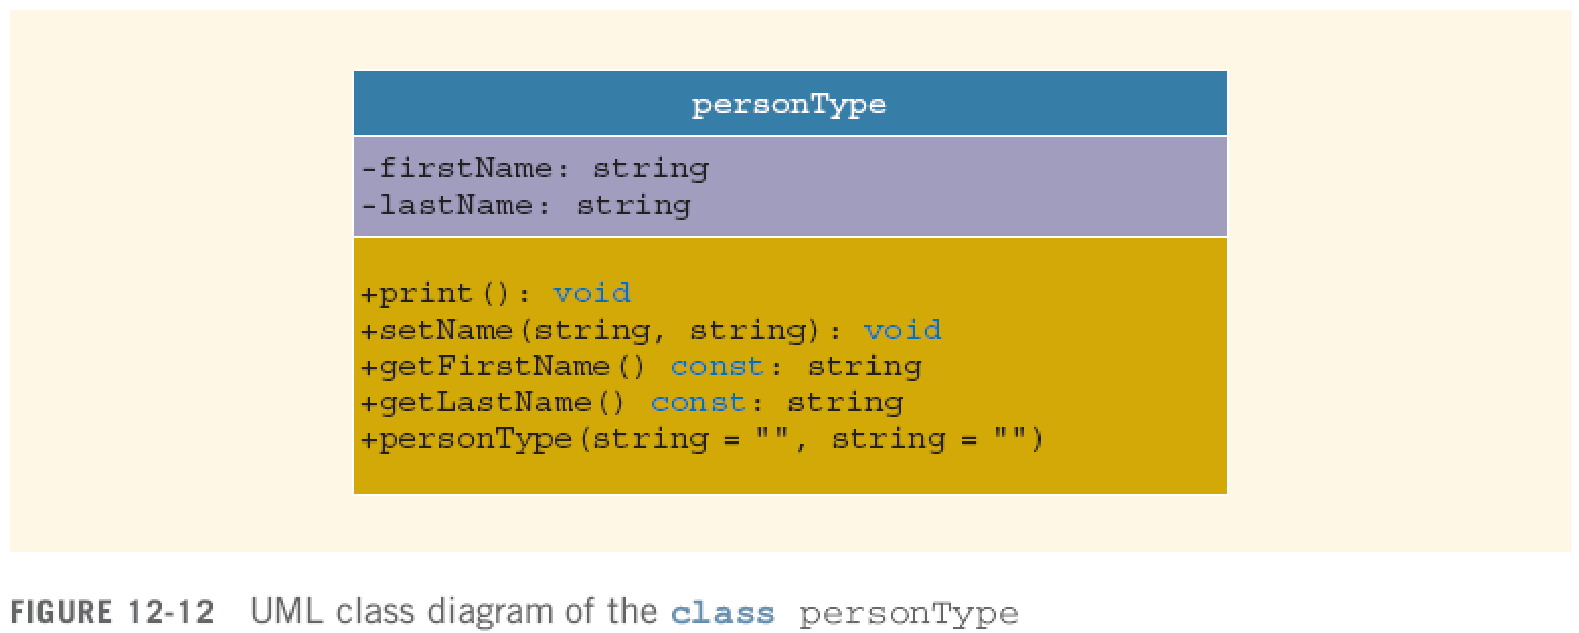 personType
-firstName: string
-lastName: string
+print(): void
+setName(string, string): void
+getFirstName() const: string
+getLastName() const: string
+personType(string = "", string = "")
FIGURE 12-12 UML class diagram of the class personType